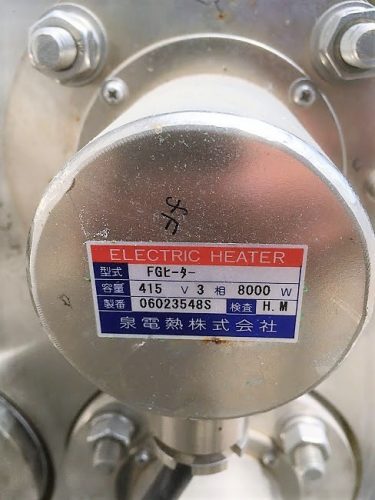 ELECTRIC HEATER
型式 FGヒーター
容量 415 V 3 相 8000 W
製番 06023548S 検査 H.M
泉電熱株式会社